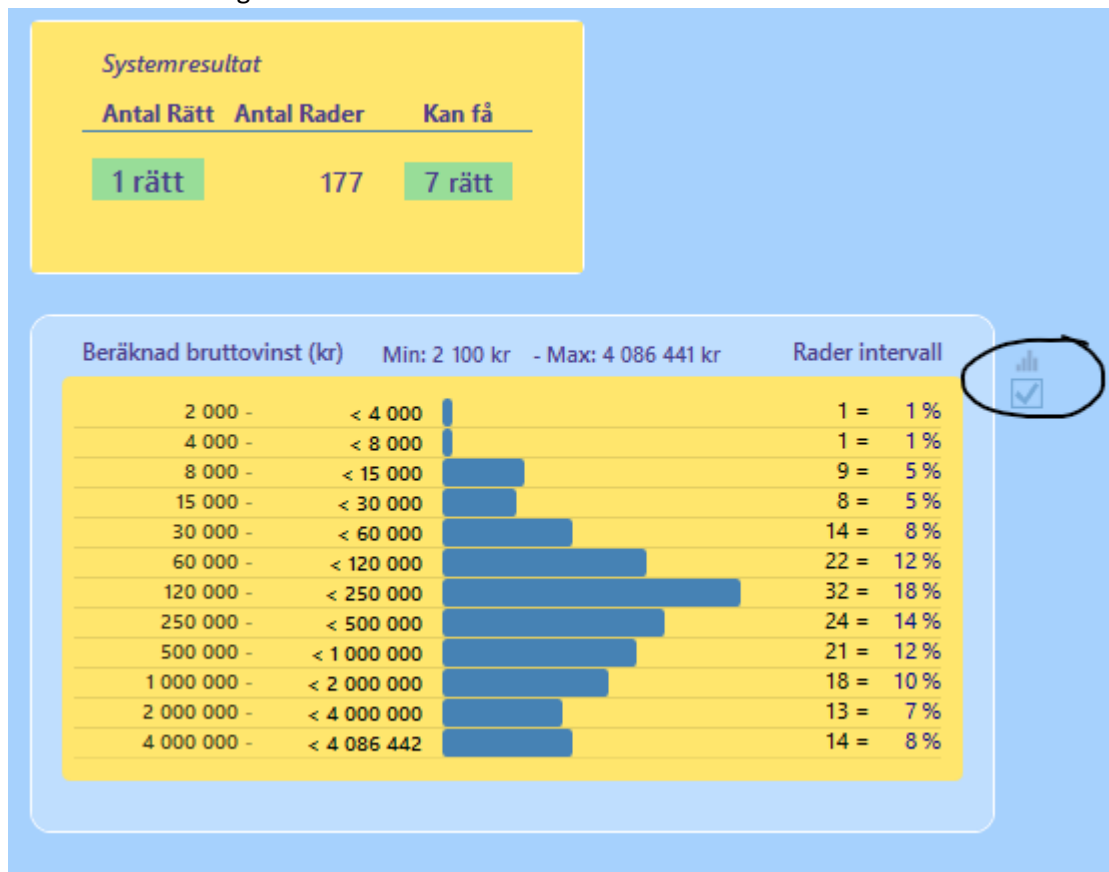 Systemresultat
Antal Rätt Antal Rader Kan få
1 rätt 177 7 rätt
Beräknad bruttovinst (kr) Min: 2 100 kr - Max: 4 086 441 kr Rader intervall
2 000 - < 4 000 1 = 1 %
4 000 - < 8 000 1 = 1 %
8 000 - < 15 000 9 = 5 %
15 000 - < 30 000 8 = 5 %
30 000 - < 60 000 14 = 8 %
60 000 - < 120 000 22 = 12 %
120 000 - < 250 000 32 = 18 %
250 000 - < 500 000 24 = 14 %
500 000 - < 1 000 000 21 = 12 %
1 000 000 - < 2 000 000 18 = 10 %
2 000 000 - < 4 000 000 13 = 7 %
4 000 000 - < 4 086 442 14 = 8 %